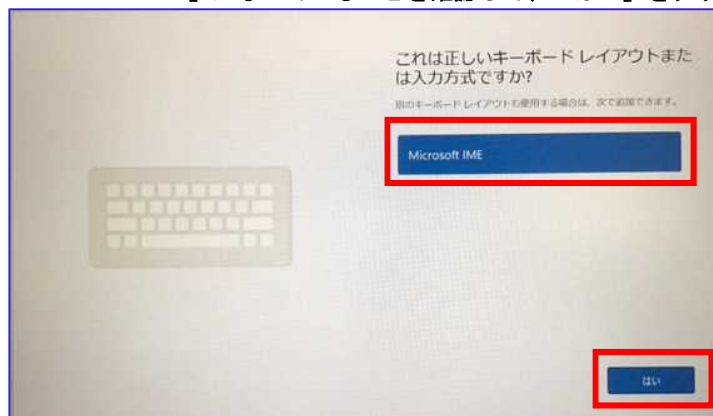 これは正しいキーボード レイアウトまた
は入力方式ですか?
別のキーボード レイアウトも使用する場合は、次で追加できます。
Microsoft IME
はい